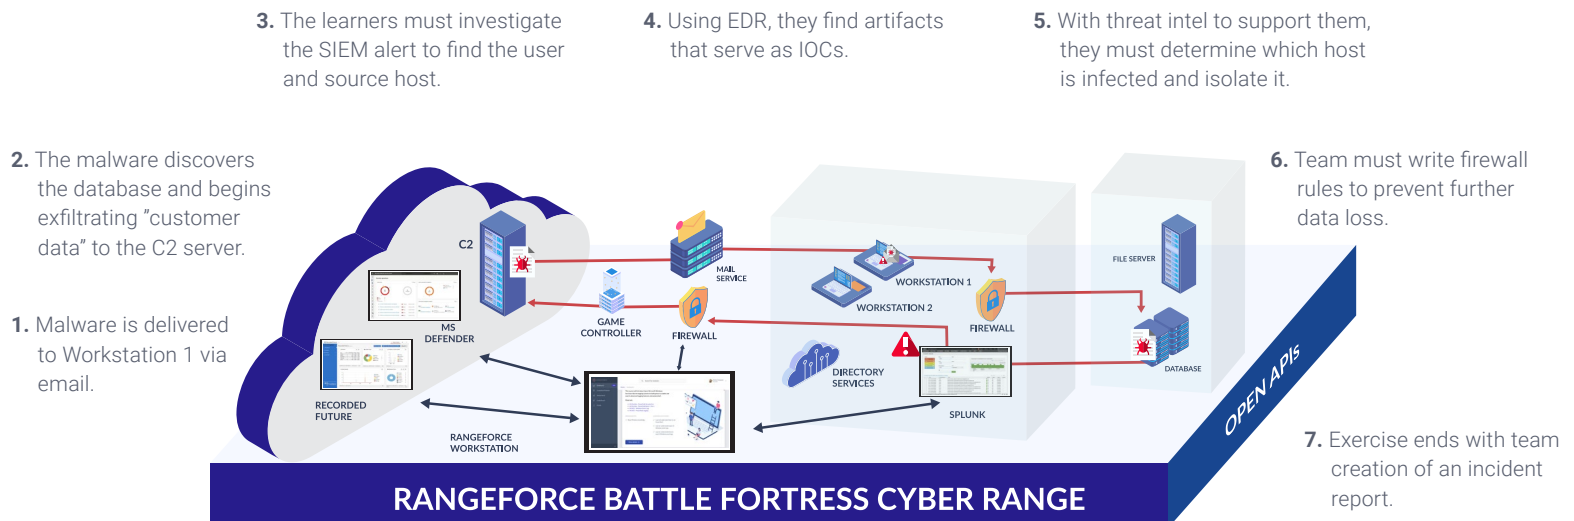 3. The learners must investigate
the SIEM alert to find the user
and source host.
4. Using EDR, they find artifacts
that serve as IOCs.
5. With threat intel to support them,
they must determine which host
is infected and isolate it.
2. The malware discovers
the database and begins
exfiltrating "customer
data" to the C2 server.
1. Malware is delivered
to Workstation 1 via
email.
6. Team must write firewall
rules to prevent further
data loss.
7. Exercise ends with team
creation of an incident
report.
C2
MS
DEFENDER
RECORDED
FUTURE
GAME
CONTROLLER
MAIL
SERVICE
FIREWALL
RANGEFORCE
WORKSTATION
WORKSTATION 1
WORKSTATION 2
FIREWALL
DIRECTORY
SERVICES
SPLUNK
FILE SERVER
DATABASE
OPEN APIs
RANGEFORCE BATTLE FORTRESS CYBER RANGE